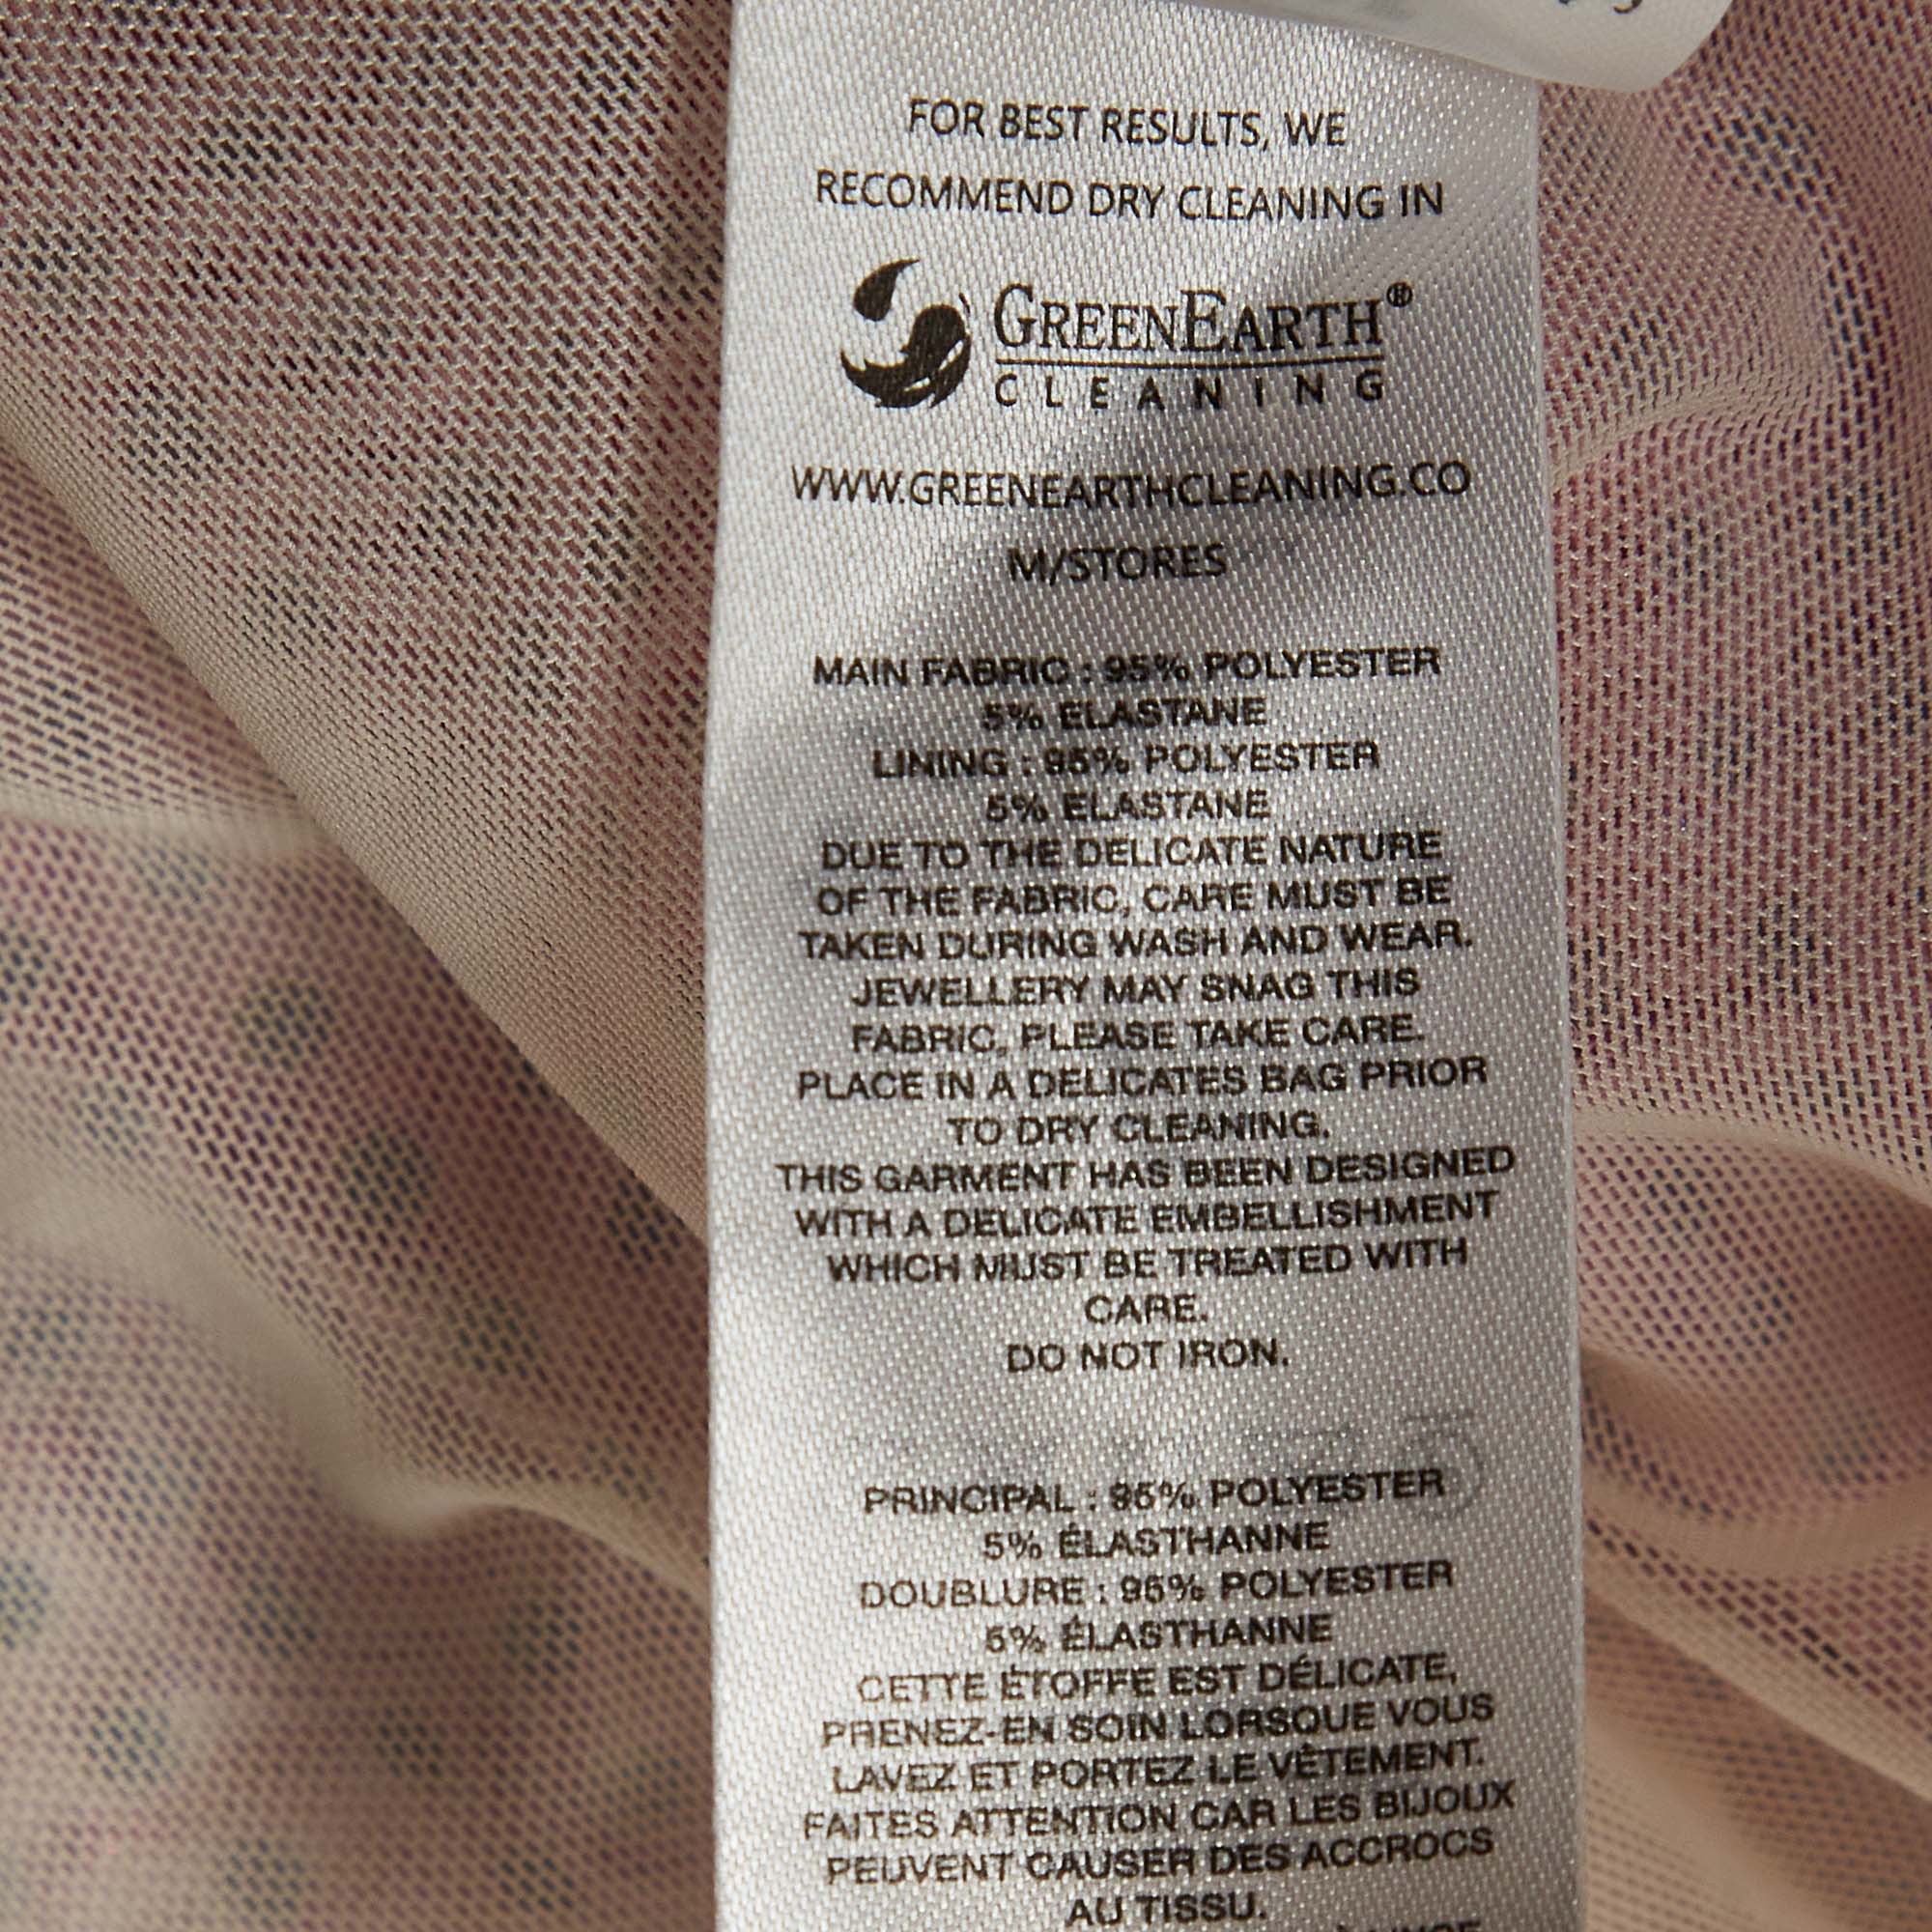 FOR BEST RESULTS, WE
RECOMMEND DRY CLEANING IN
GREENEARTH®
CLEANING
WWW.GREENEARTHCLEANING.CO
M/STORES
MAIN FABRIC : 95% POLYESTER
5% ELASTANE
LINING : 95% POLYESTER
5% ELASTANE
DUE TO THE DELICATE NATURE
OF THE FABRIC, CARE MUST BE
TAKEN DURING WASH AND WEAR.
JEWELLERY MAY SNAG THIS
FABRIC, PLEASE TAKE CARE.
PLACE IN A DELICATES BAG PRIOR
TO DRY CLEANING.
THIS GARMENT HAS BEEN DESIGNED
WITH A DELICATE EMBELLISHMENT
WHICH MUST BE TREATED WITH
CARE.
DO NOT IRON.
PRINCIPAL : 95% POLYESTER
5% ÉLASTHANNE
DOUBLURE : 95% POLYESTER
5% ÉLASTHANNE
CETTE ÉTOFFE EST DÉLICATE,
PRENEZ-EN SOIN LORSQUE VOUS
LAVEZ ET PORTEZ LE VÊTEMENT.
FAITES ATTENTION CAR LES BIJOUX
PEUVENT CAUSER DES ACCROCS
AU TISSU.